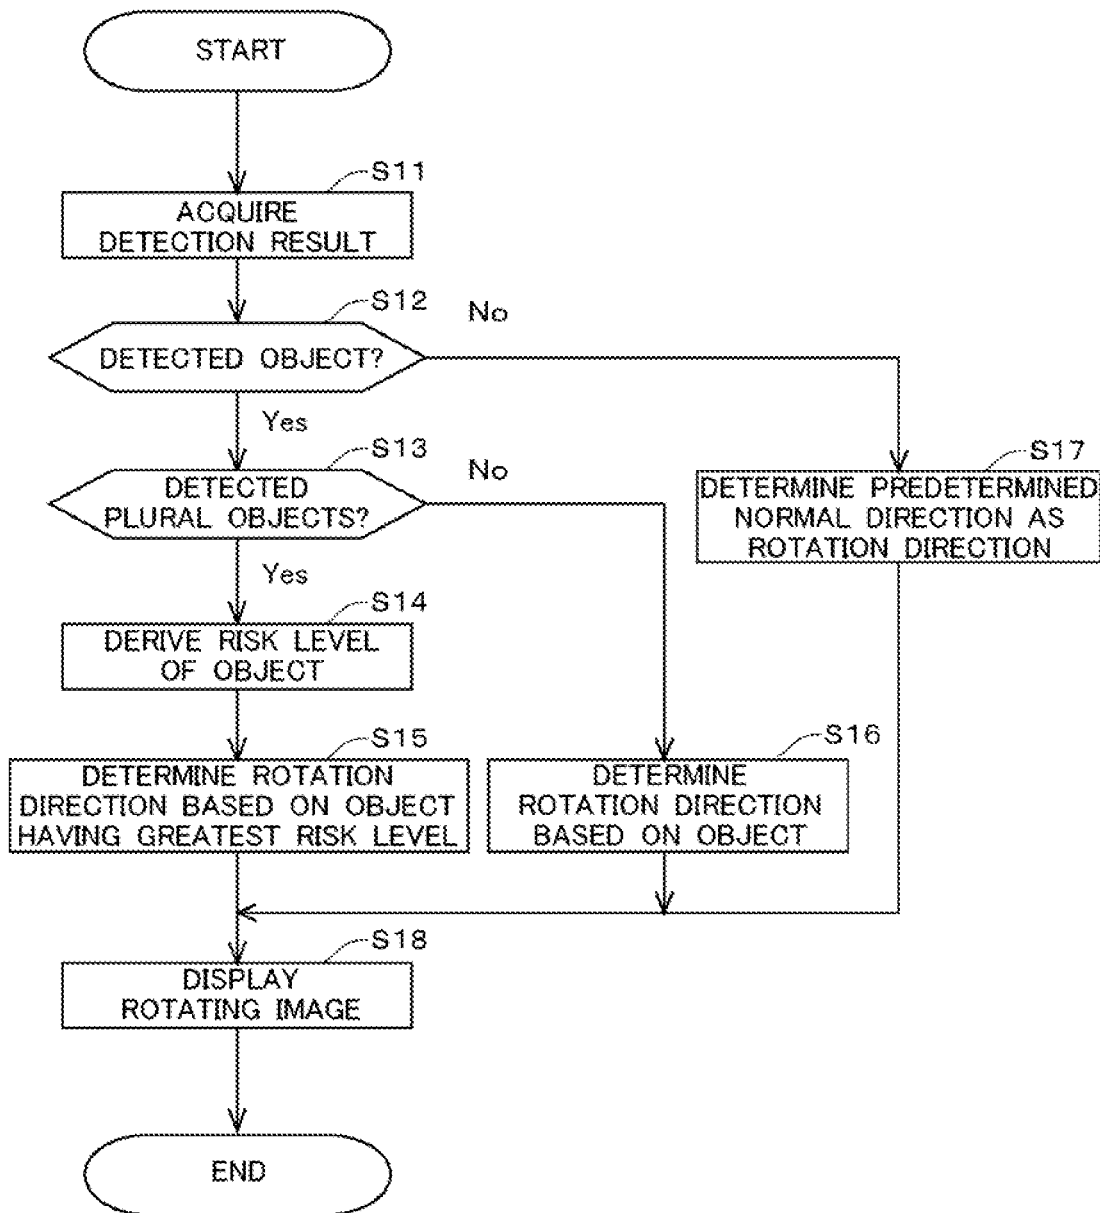 START
S11
ACQUIRE
DETECTION RESULT
S12
No
DETECTED OBJECT?
Yes
S13
No
DETECTED
PLURAL OBJECTS?
S17
DETERMINE PREDETERMINED
NORMAL DIRECTION AS
ROTATION DIRECTION
Yes
S14
DERIVE RISK LEVEL
OF OBJECT
S15
DETERMINE ROTATION
DIRECTION BASED ON OBJECT
HAVING GREATEST RISK LEVEL
S16
DETERMINE
ROTATION DIRECTION
BASED ON OBJECT
S18
DISPLAY
ROTATING IMAGE
END